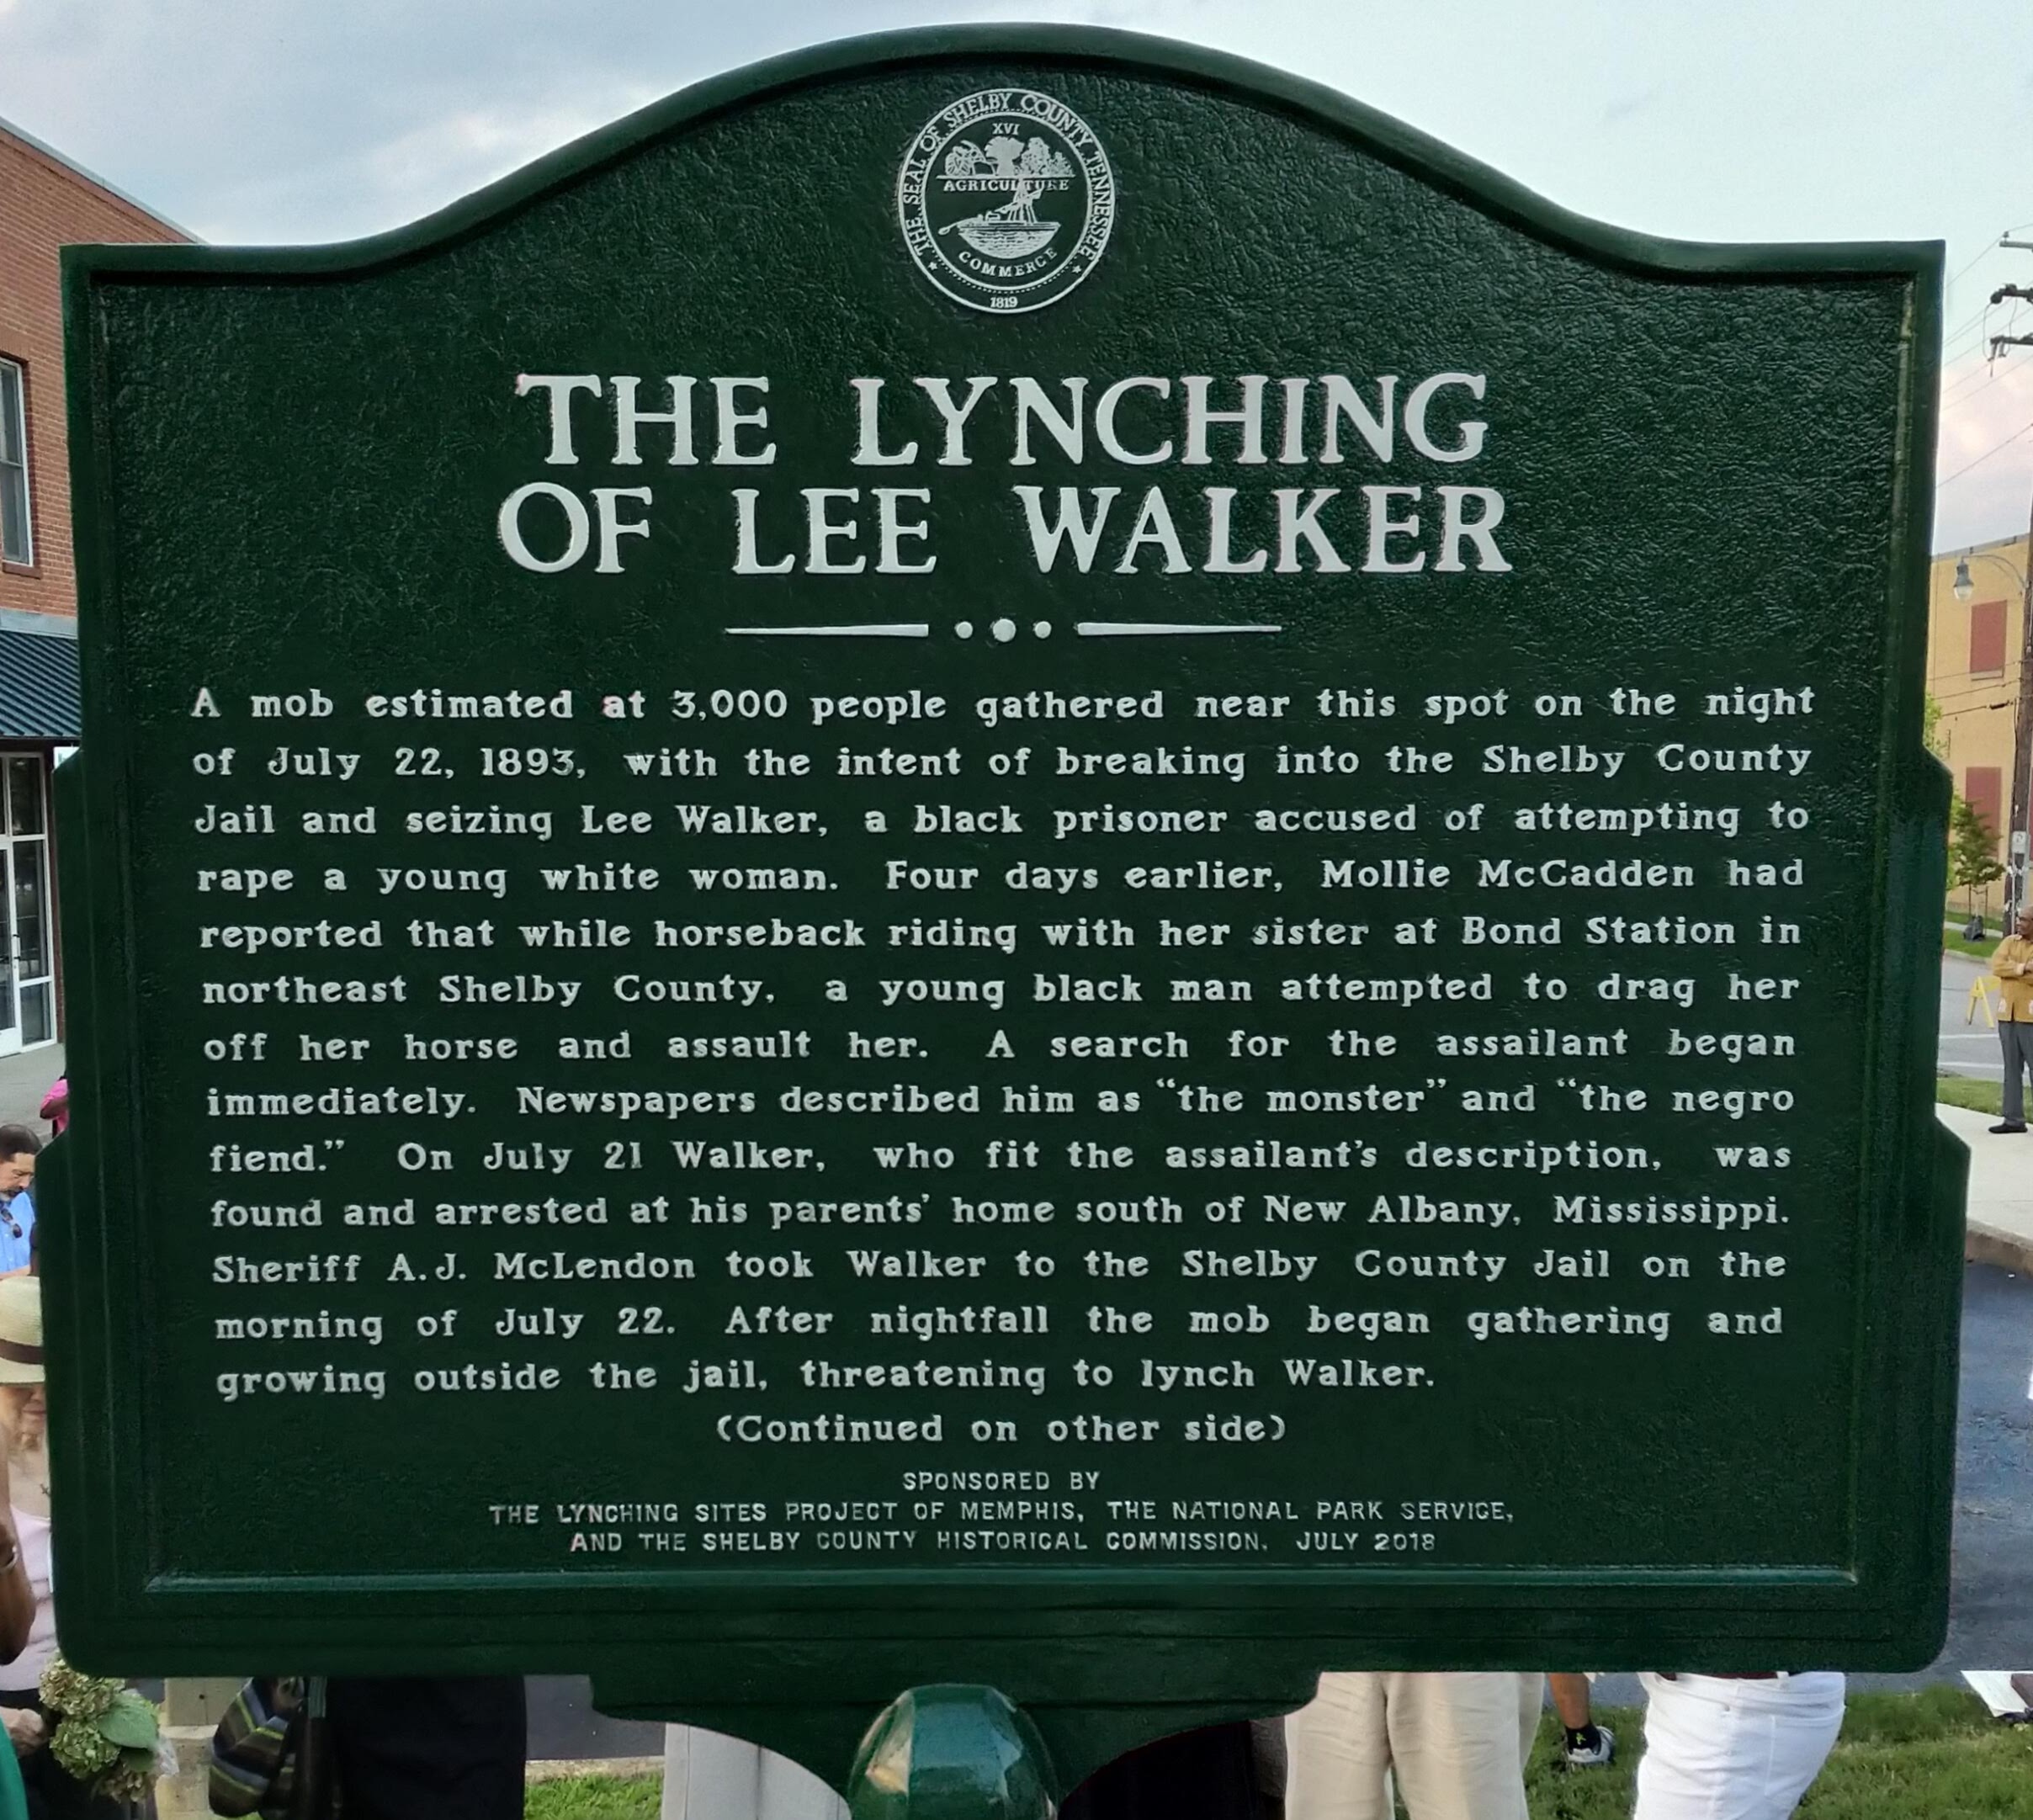 THE SEAL OF SHELBY COUNTY TENNESSEE
XVI
AGRICULTURE
COMMERCE
1819
THE LYNCHING
OF LEE WALKER
A mob estimated at 3,000 people gathered near this spot on the night
of July 22, 1893, with the intent of breaking into the Shelby County
Jail and seizing Lee Walker, a black prisoner accused of attempting to
rape a young white woman. Four days earlier, Mollie McCadden had
reported that while horseback riding with her sister at Bond Station in
northeast Shelby County, a young black man attempted to drag her
off her horse and assault her. A search for the assailant began
immediately. Newspapers described him as “the monster” and “the negro
fiend.” On July 21 Walker, who fit the assailant’s description, was
found and arrested at his parents’ home south of New Albany, Mississippi.
Sheriff A.J. McLendon took Walker to the Shelby County Jail on the
morning of July 22. After nightfall the mob began gathering and
growing outside the jail, threatening to lynch Walker.
(Continued on other side)
SPONSORED BY
THE LYNCHING SITES PROJECT OF MEMPHIS, THE NATIONAL PARK SERVICE,
AND THE SHELBY COUNTY HISTORICAL COMMISSION, JULY 2018